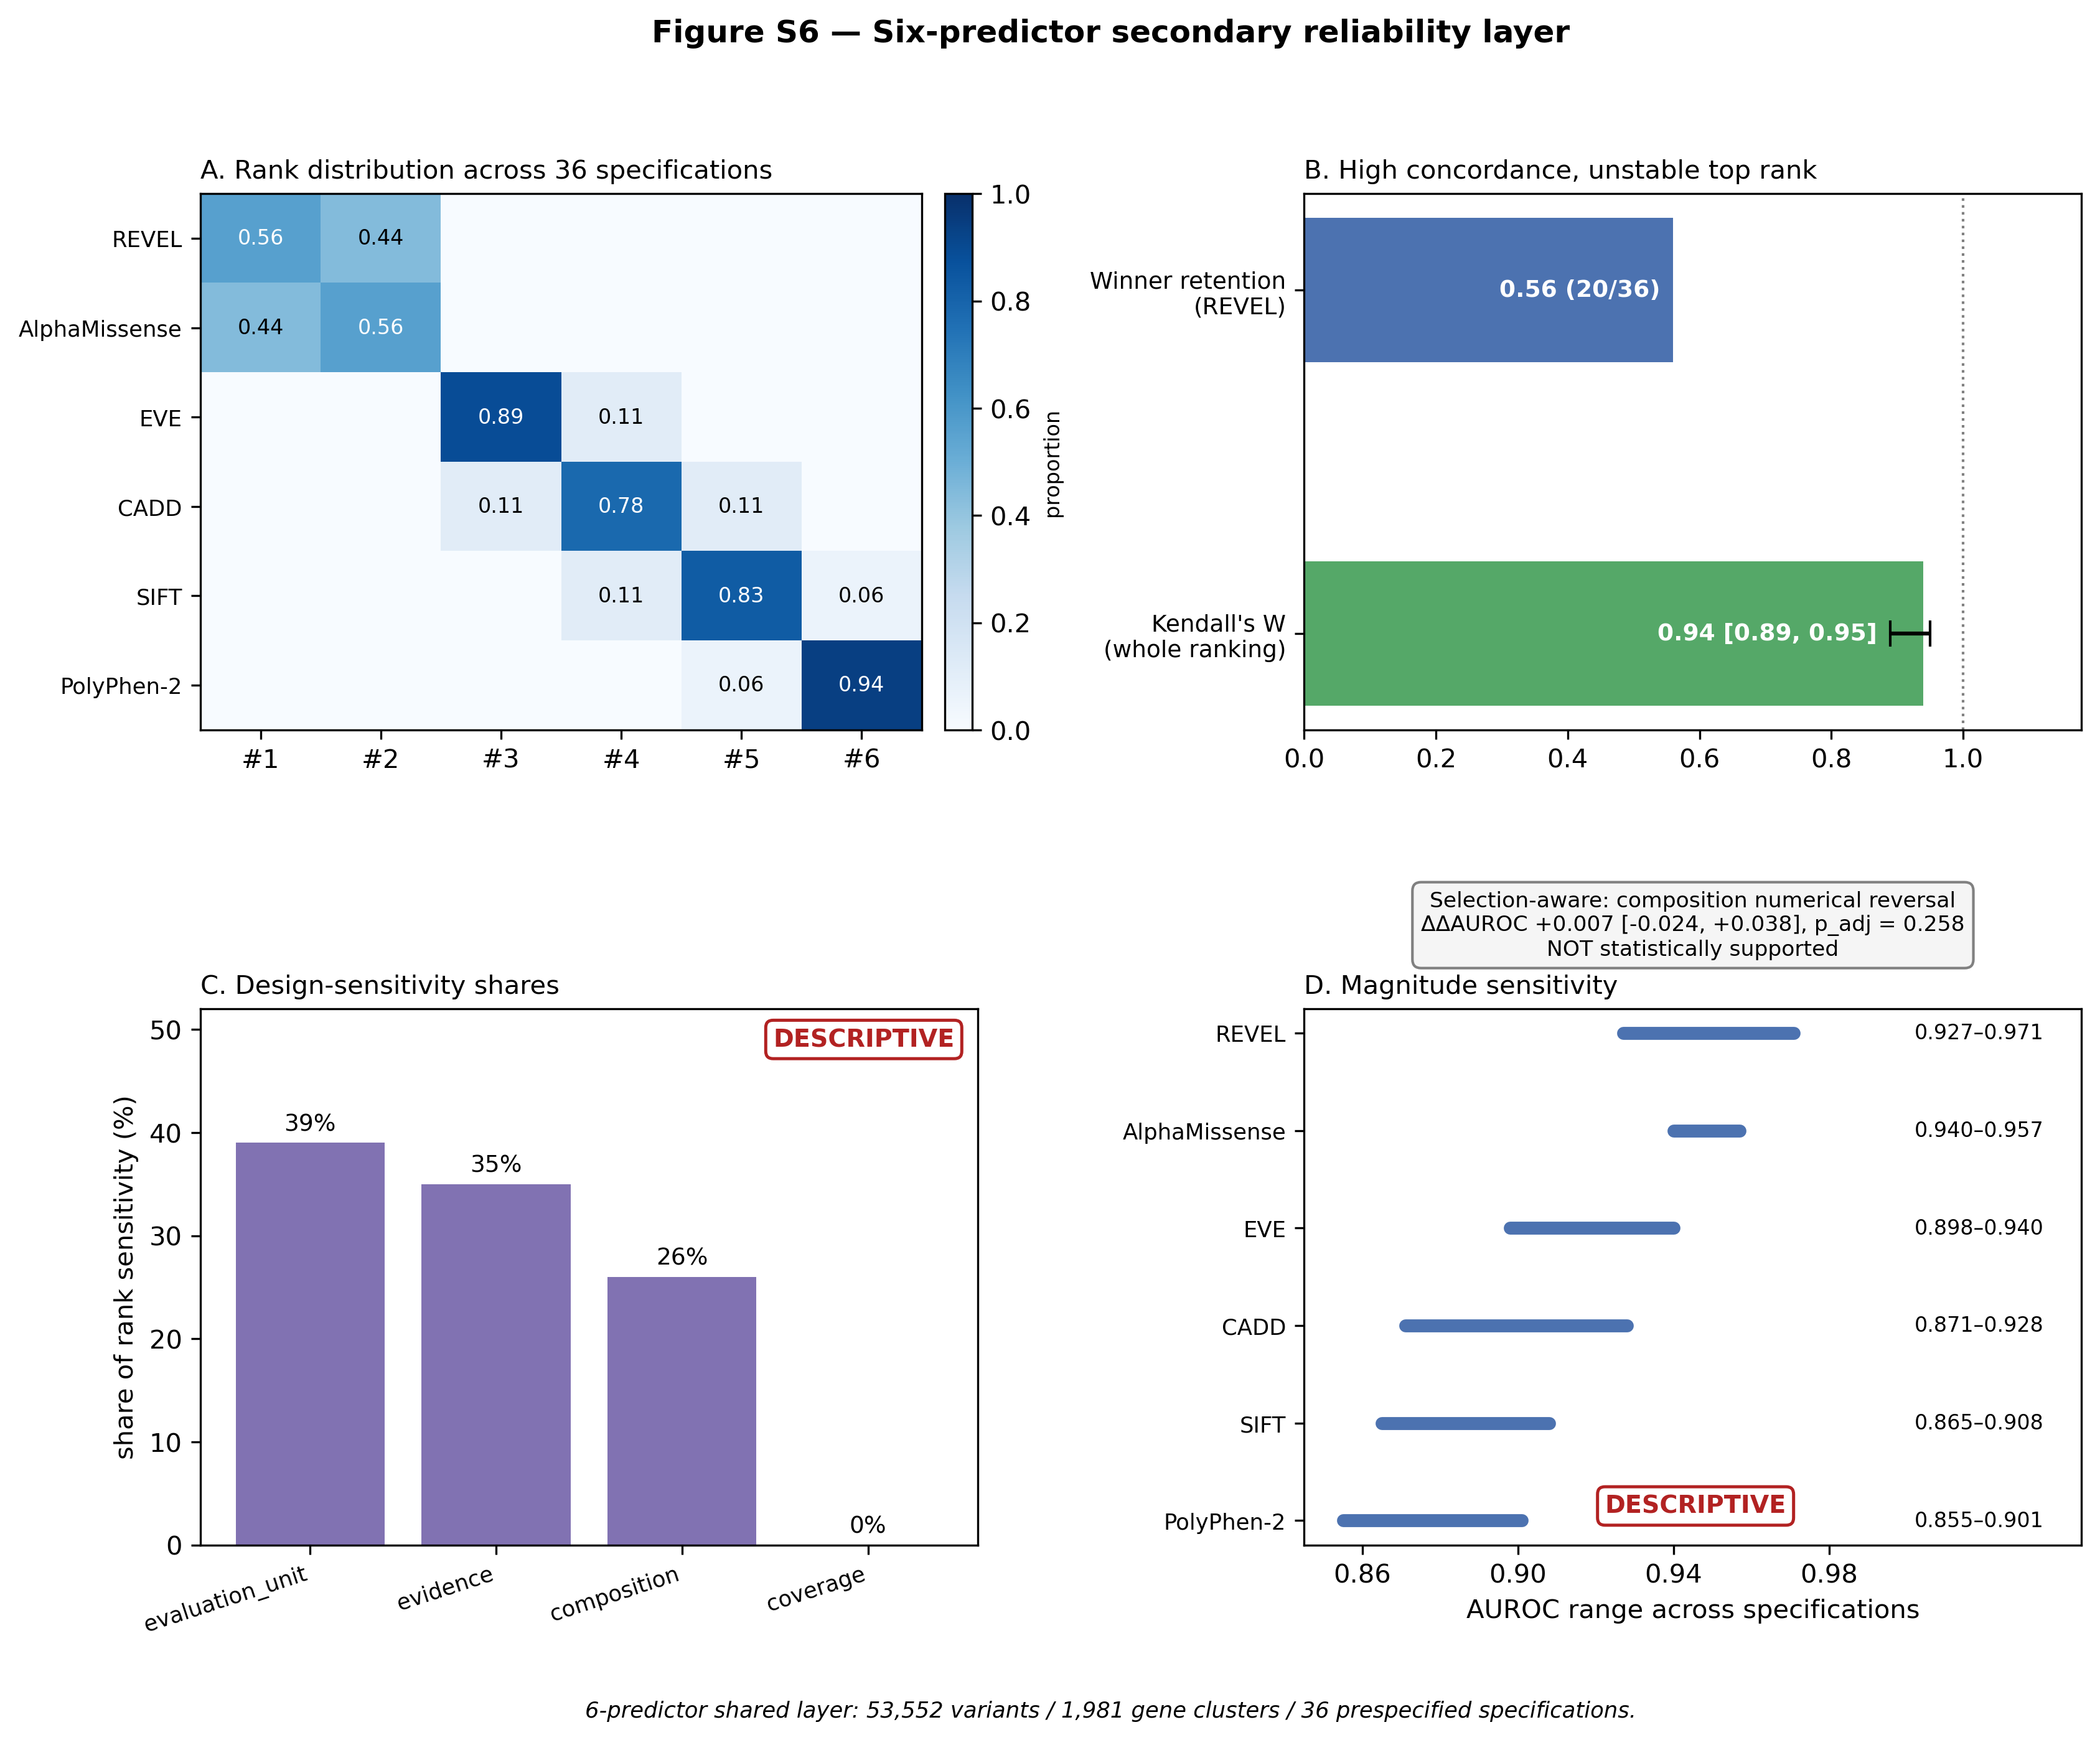 Figure S6 — Six-predictor secondary reliability layer
A. Rank distribution across 36 specifications
REVEL
AlphaMissense
EVE
CADD
SIFT
PolyPhen-2
0.56 0.44
0.44 0.56
0.89 0.11
0.11 0.78 0.11
0.11 0.83 0.06
0.06 0.94
#1 #2 #3 #4 #5 #6
1.0
0.8
0.6
0.4
0.2
0.0
proportion
B. High concordance, unstable top rank
Winner retention
(REVEL)
0.56 (20/36)
Kendall's W
(whole ranking)
0.94 [0.89, 0.95]
0.0 0.2 0.4 0.6 0.8 1.0
C. Design-sensitivity shares
DESCRIPTIVE
share of rank sensitivity (%)
50
40
30
20
10
0
39%
35%
26%
0%
evaluation_unit
evidence
composition
coverage
Selection-aware: composition numerical reversal
ΔΔAUROC +0.007 [-0.024, +0.038], p_adj = 0.258
NOT statistically supported
D. Magnitude sensitivity
REVEL 0.927–0.971
AlphaMissense 0.940–0.957
EVE 0.898–0.940
CADD 0.871–0.928
SIFT 0.865–0.908
DESCRIPTIVE
PolyPhen-2 0.855–0.901
0.86 0.90 0.94 0.98
AUROC range across specifications
6-predictor shared layer: 53,552 variants / 1,981 gene clusters / 36 prespecified specifications.